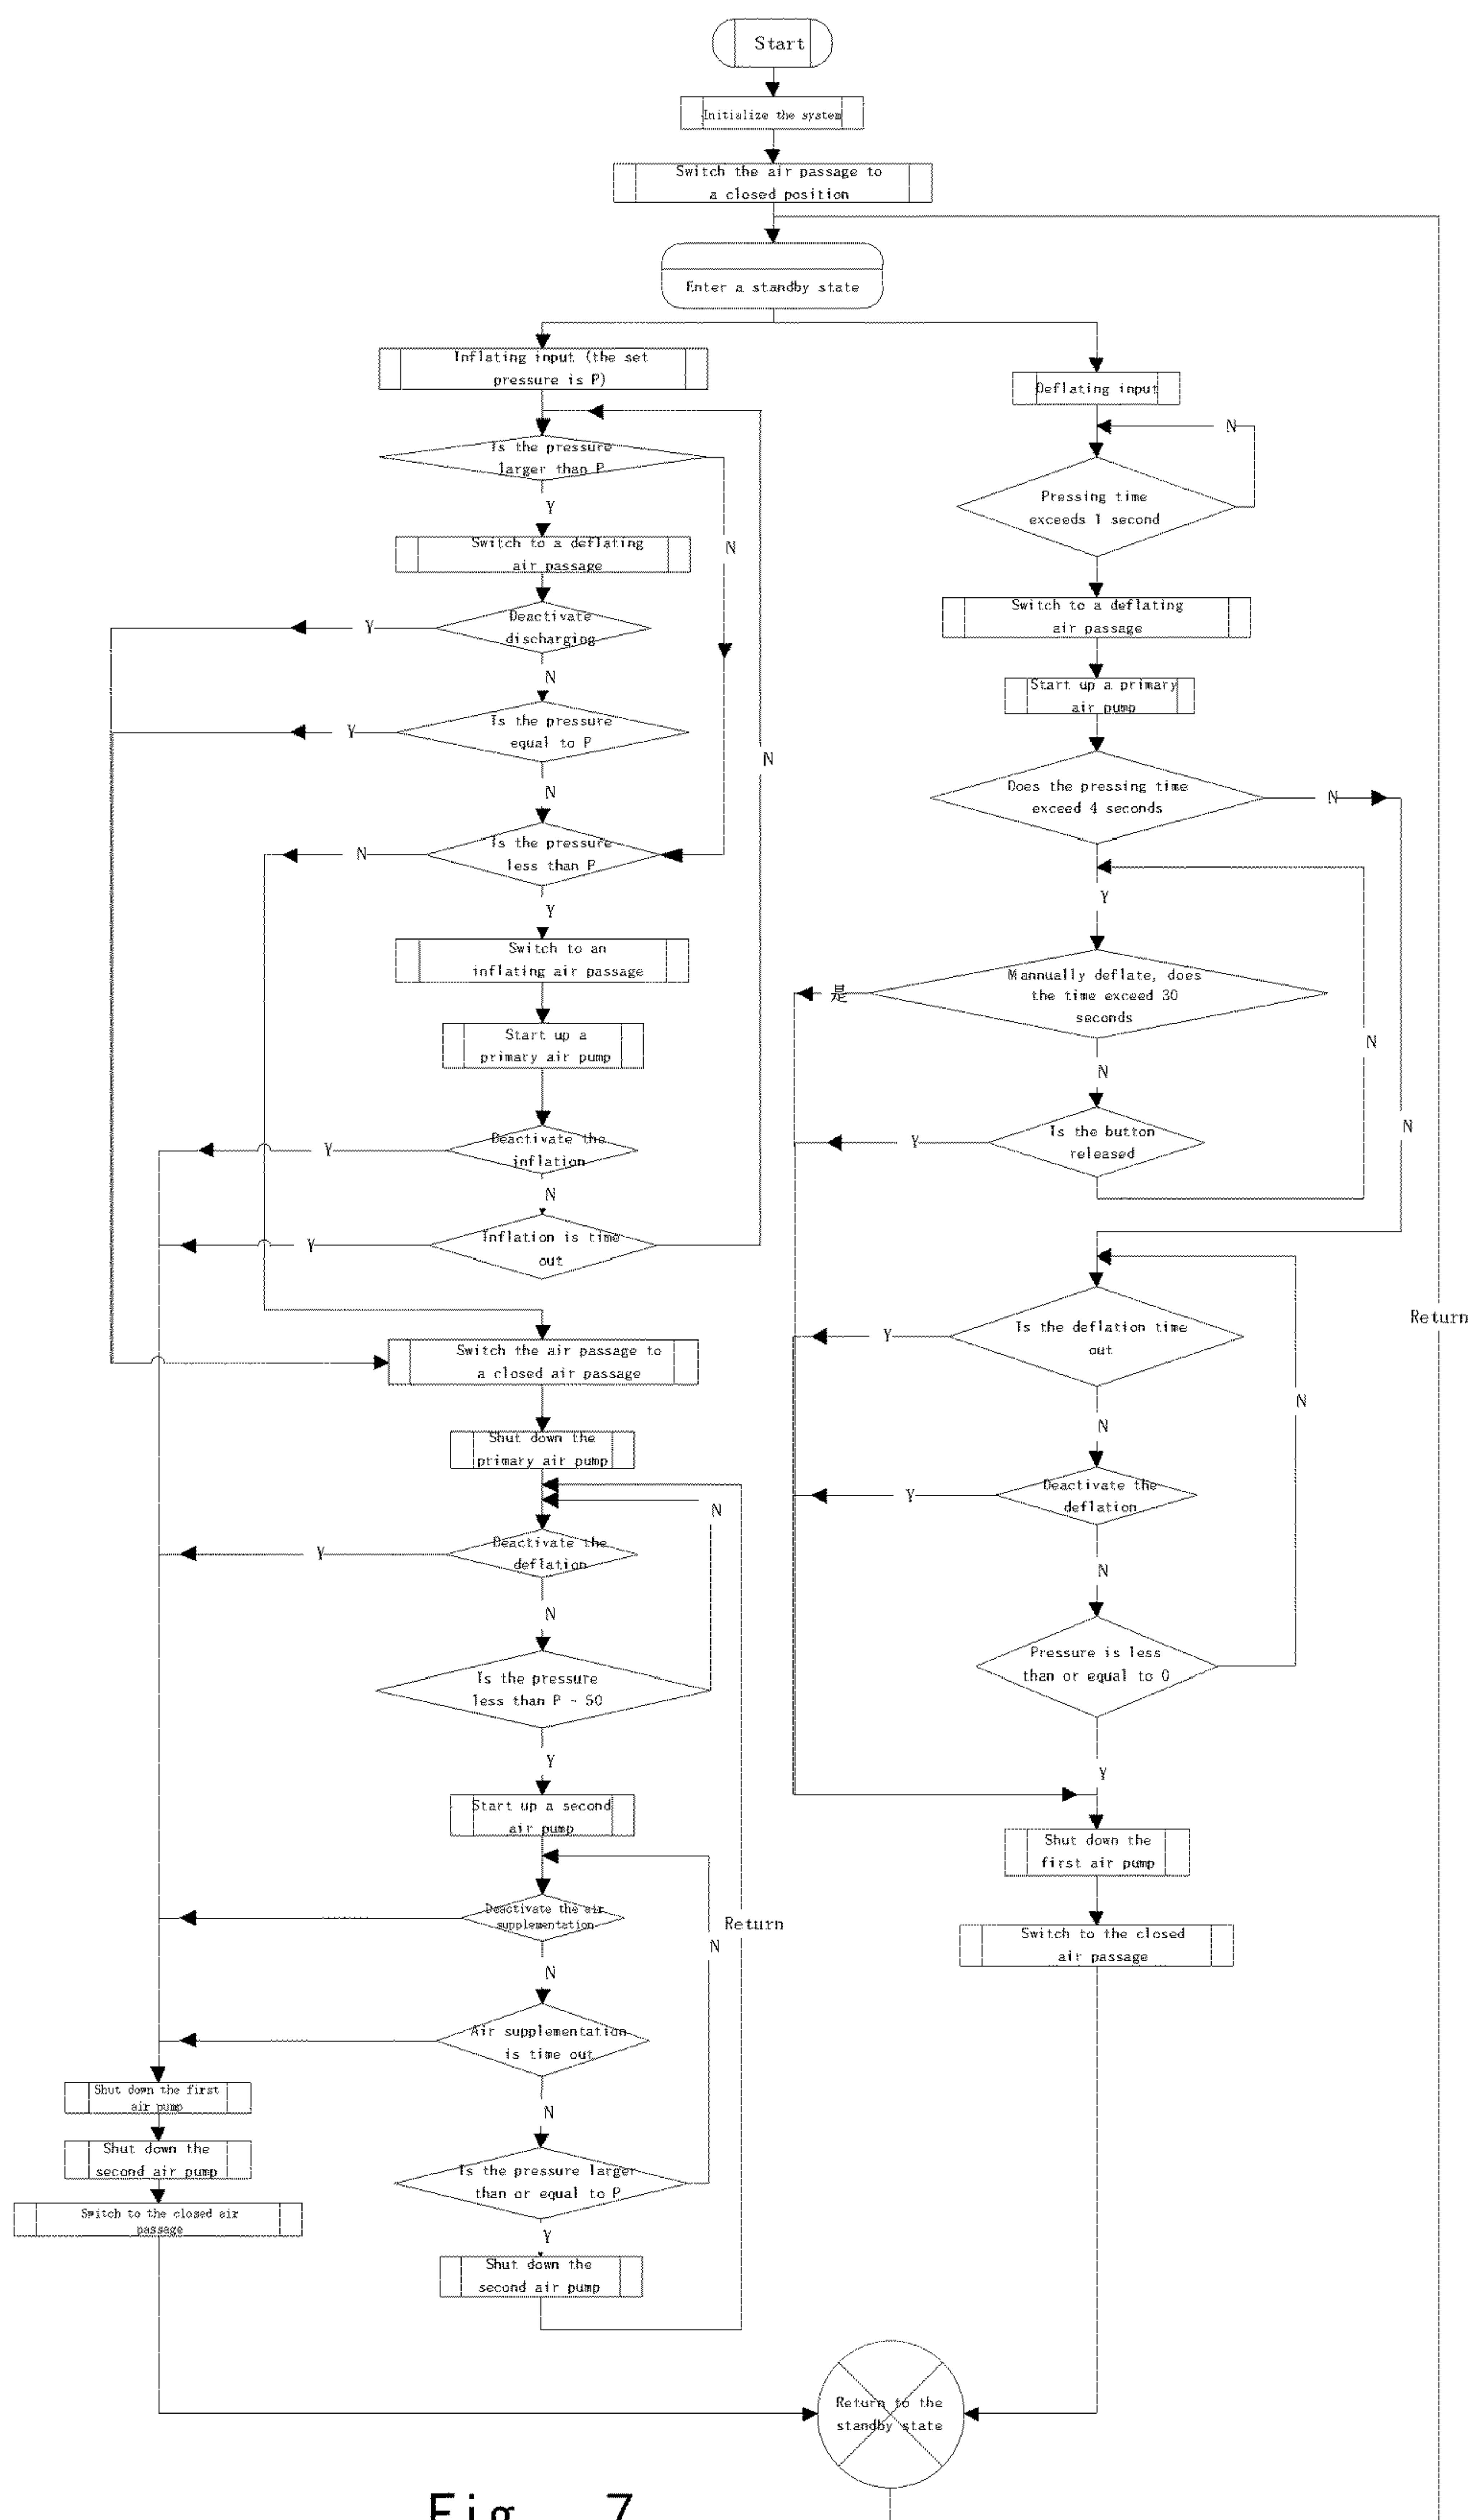 Start
Initialize the system
Switch the air passage to
a closed position
Enter a standby state
Inflating input (the set
pressure is P)
Is the pressure
larger than P
Y
N
Switch to a deflating
air passage
Deactivate
discharging
Y
N
Is the pressure
equal to P
Y
N
N
Is the pressure
less than P
N
Y
Switch to an
inflating air passage
Start up a
primary air pump
Deactivate the
inflation
Y
N
Inflation is time
out
Y
Switch the air passage to
a closed air passage
Shut down the
primary air pump
N
Deactivate the
deflation
Y
N
Is the pressure
less than P - 50
Y
Start up a second
air pump
Deactivate the air
supplementation
Return
N
N
Air supplementation
is time out
N
Is the pressure larger
than or equal to P
Y
Shut down the
second air pump
Shut down the first
air pump
Shut down the
second air pump
Switch to the closed air
passage
Deflating input
N
Pressing time
exceeds 1 second
Switch to a deflating
air passage
Start up a primary
air pump
Does the pressing time
exceed 4 seconds
N
Y
Mannually deflate, does
the time exceed 30
seconds
是
N
N
Is the button
released
Y
N
Is the deflation time
out
Y
N
N
Deactivate the
deflation
Y
N
Pressure is less
than or equal to 0
Y
Shut down the
first air pump
Switch to the closed
air passage
Return
Return to the
standby state
Fig. 7